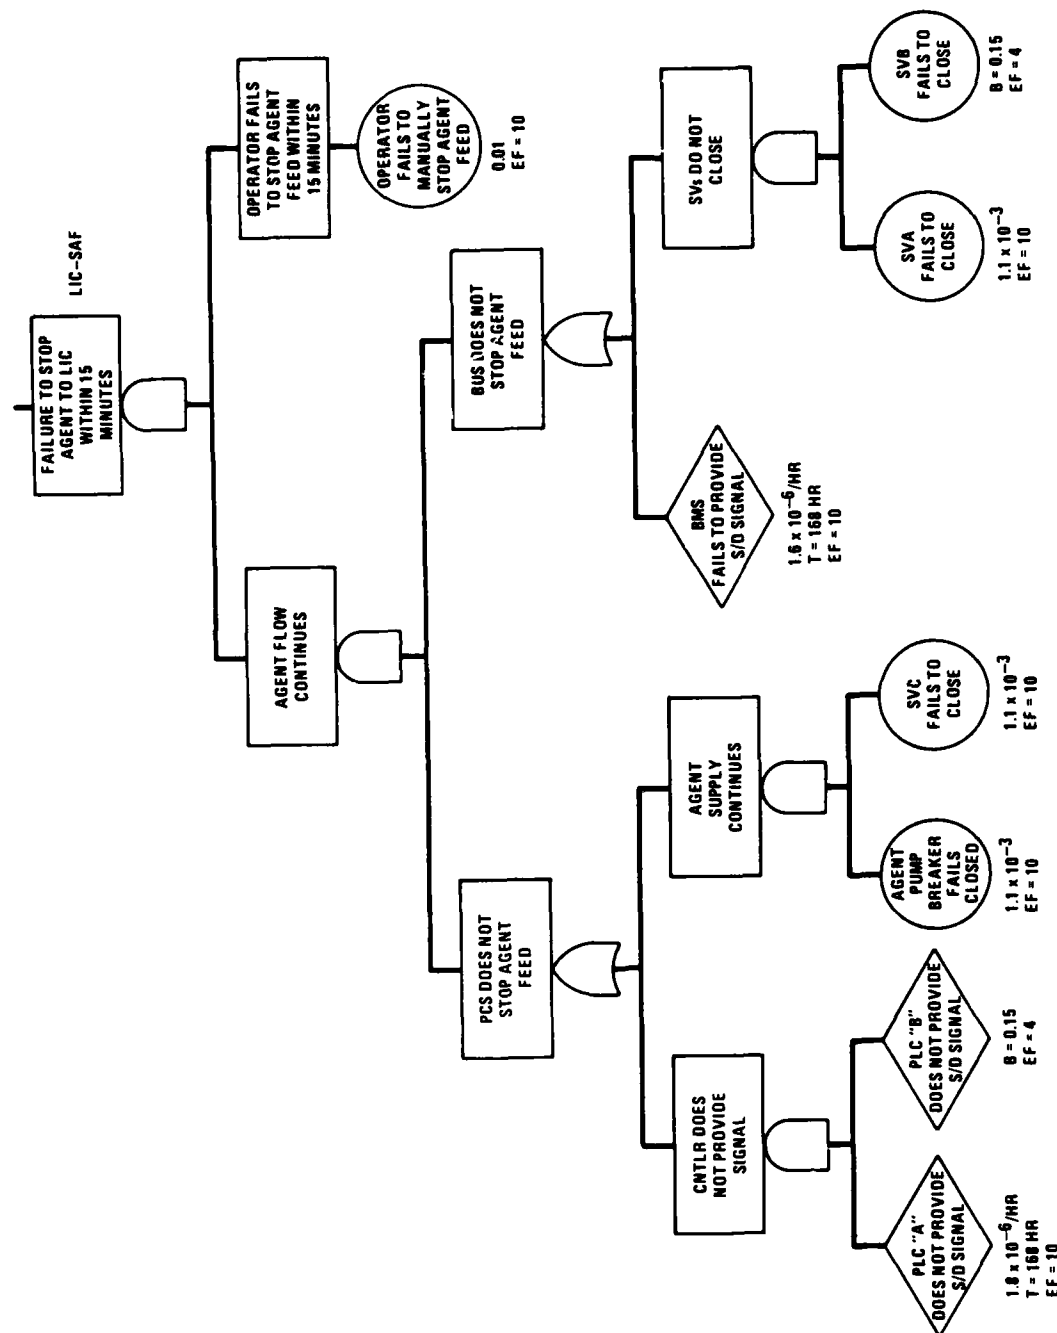 FAILURE TO STOP
AGENT TO LIC
WITHIN 15
MINUTES
LIC-SAF
AGENT FLOW
CONTINUES
OPERATOR FAILS
TO STOP AGENT
FEED WITHIN
15 MINUTES
OPERATOR
FAILS TO
MANUALLY
STOP AGENT
FEED
0.01
EF = 10
PCS DOES NOT
STOP AGENT
FEED
BUS DOES NOT
STOP AGENT
FEED
CNTLR DOES
NOT PROVIDE
SIGNAL
AGENT
SUPPLY
CONTINUES
BMS
FAILS TO PROVIDE
S/D SIGNAL
1.6 x 10⁻⁶/HR
T = 168 HR
EF = 10
SVs DO NOT
CLOSE
PLC "A"
DOES NOT PROVIDE
S/D SIGNAL
1.8 x 10⁻⁶/HR
T = 168 HR
EF = 10
PLC "B"
DOES NOT PROVIDE
S/D SIGNAL
B = 0.15
EF = 4
AGENT
PUMP
BREAKER
FAILS
CLOSED
1.1 x 10⁻³
EF = 10
SVC
FAILS TO
CLOSE
1.1 x 10⁻³
EF = 10
SVA
FAILS TO
CLOSE
1.1 x 10⁻³
EF = 10
SVB
FAILS TO
CLOSE
B = 0.15
EF = 4